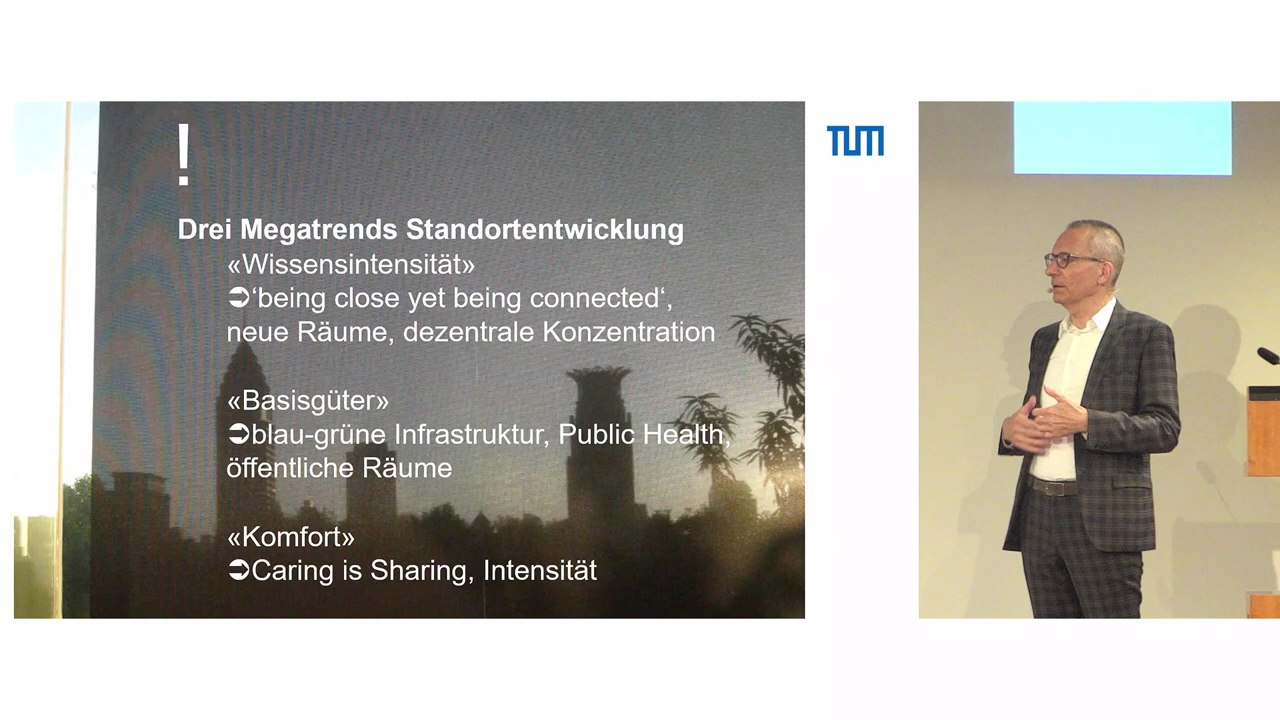 !
Drei Megatrends Standortentwicklung
«Wissensintensität»
➲‘being close yet being connected‘,
neue Räume, dezentrale Konzentration
«Basisgüter»
➲blau-grüne Infrastruktur, Public Health,
öffentliche Räume
«Komfort»
➲Caring is Sharing, Intensität
TUM